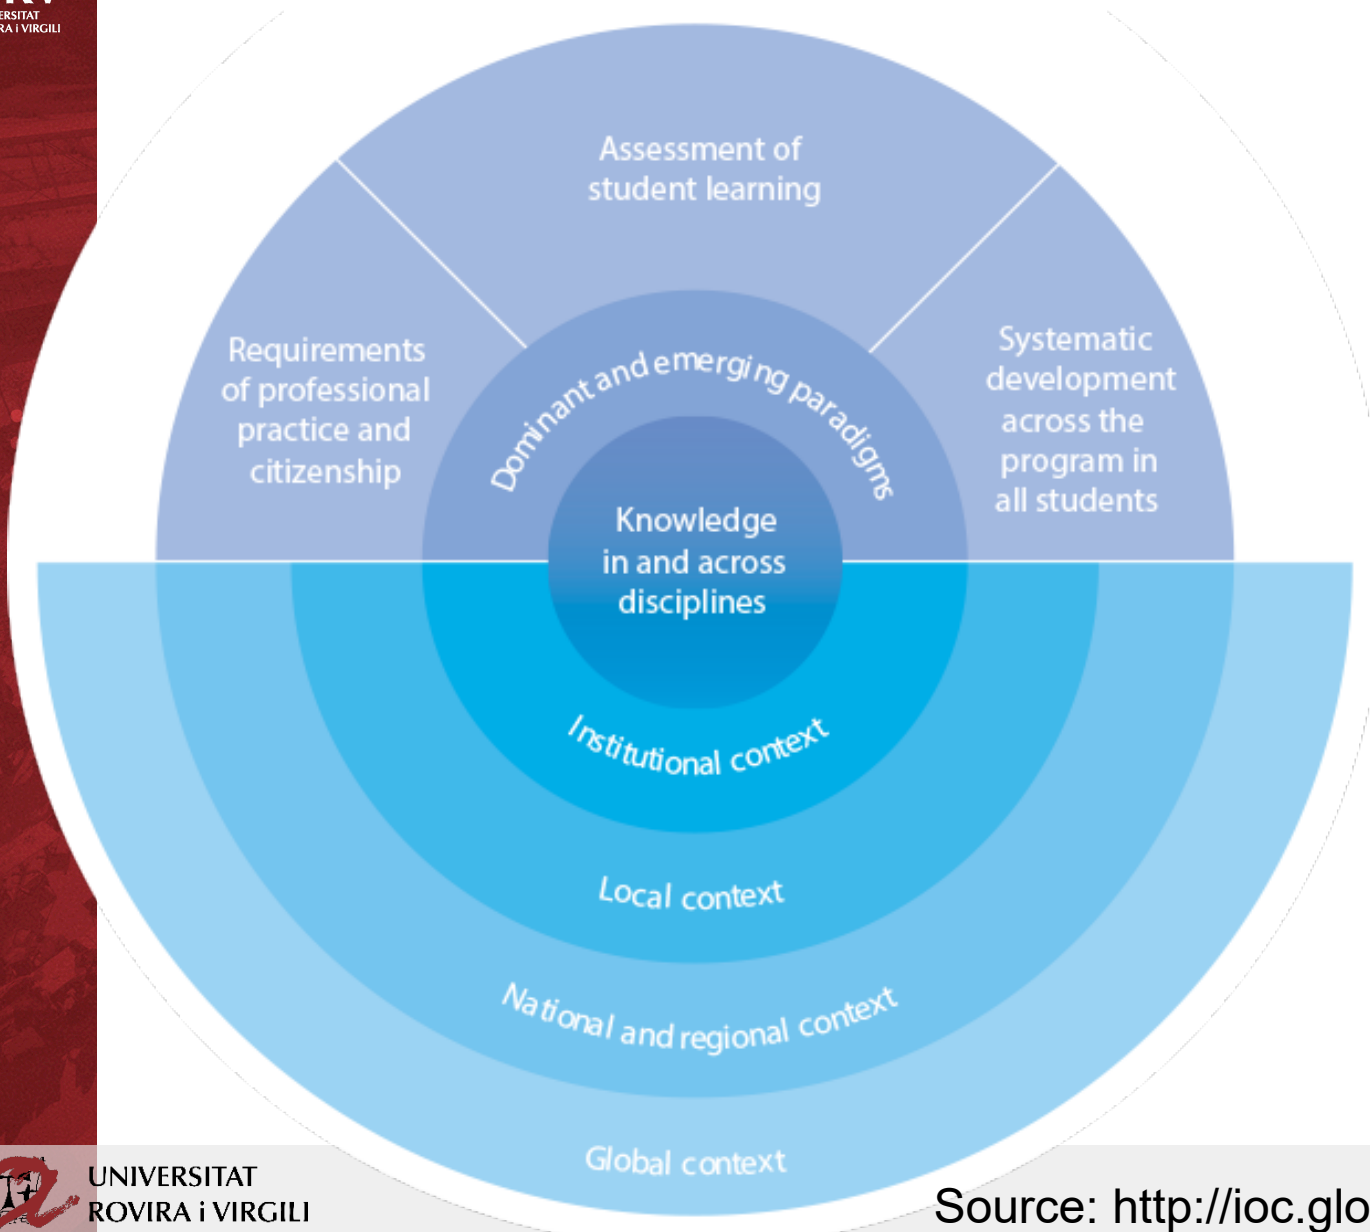 VIRGILI
Assessment of
student learning
Requirements
of professional
practice and
citizenship
Dominant and emerging paradigms
Systematic
development
across the
program in
all students
Knowledge
in and across
disciplines
Institutional context
Local context
National and regional context
Global context
UNIVERSITAT
ROVIRA i VIRGILI
Source: http://ioc.glo